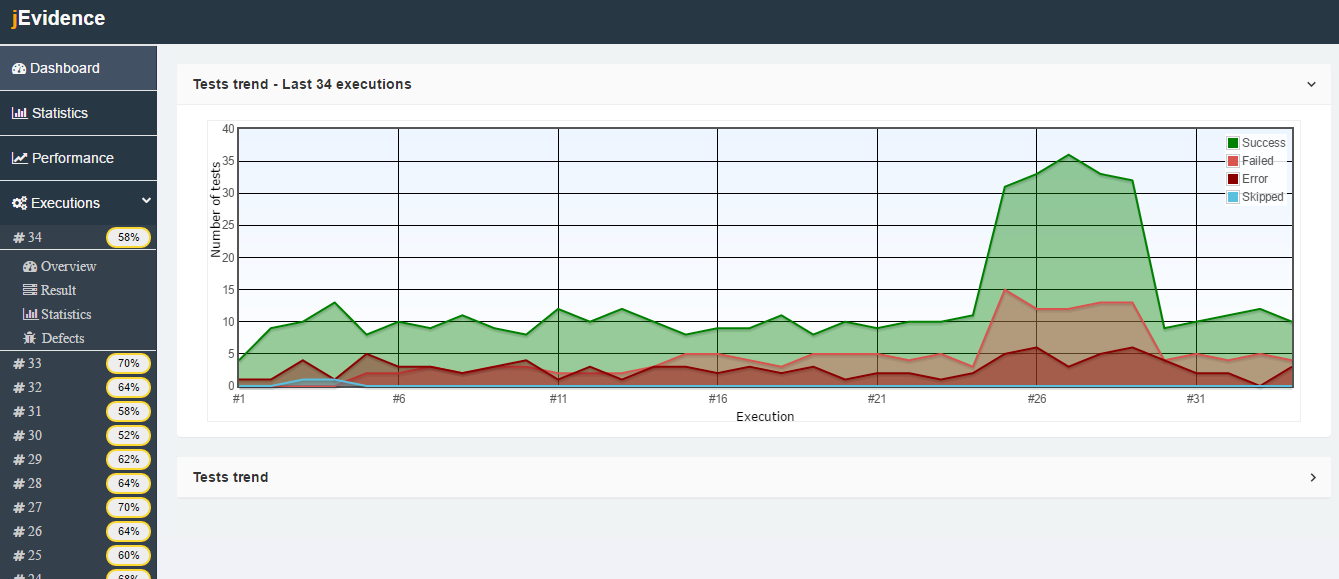 jEvidence
Dashboard
Statistics
Performance
Executions
# 34 58%
Overview
Result
Statistics
Defects
# 33 70%
# 32 64%
# 31 58%
# 30 52%
# 29 62%
# 28 64%
# 27 70%
# 26 64%
# 25 60%
# 24 68%
Tests trend - Last 34 executions
Number of tests
40
35
30
25
20
15
10
5
0
#1 #6 #11 #16 #21 #26 #31
Execution
Success
Failed
Error
Skipped
Tests trend